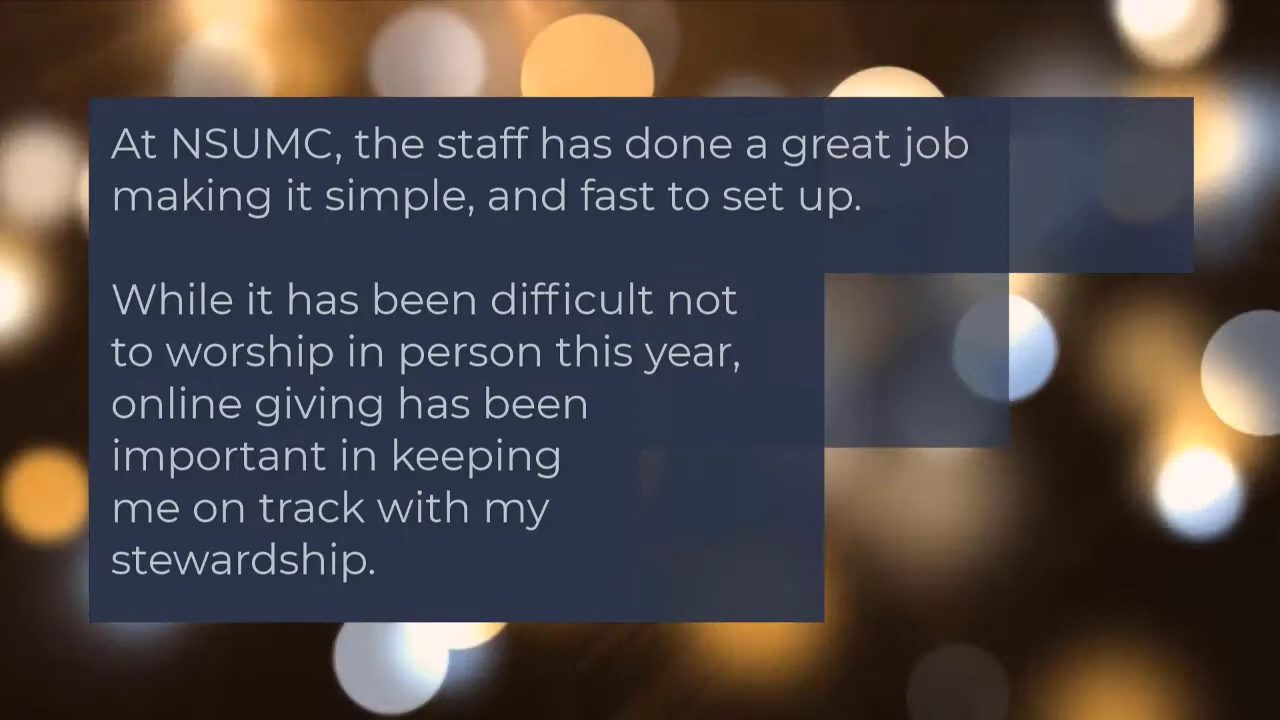 At NSUMC, the staff has done a great job
making it simple, and fast to set up.
While it has been difficult not
to worship in person this year,
online giving has been
important in keeping
me on track with my
stewardship.